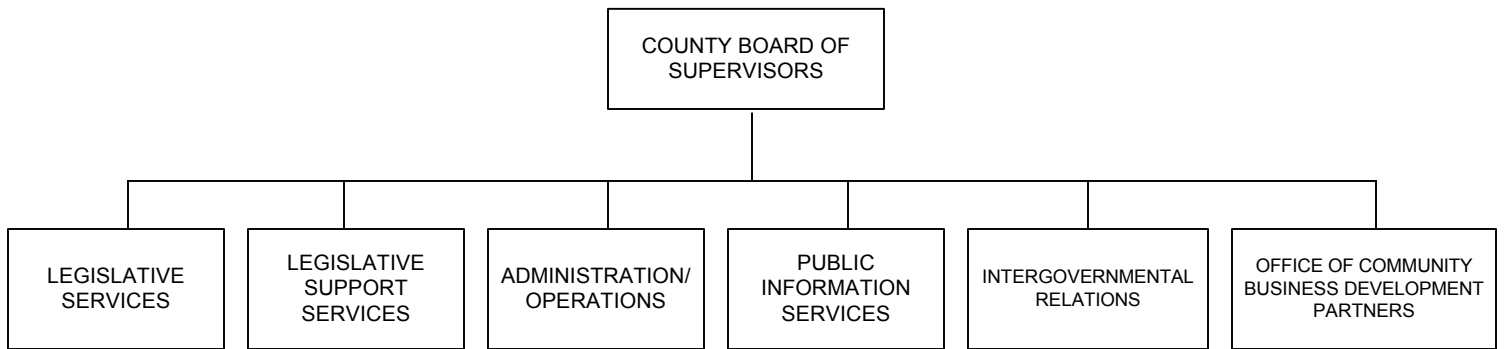 COUNTY BOARD OF
SUPERVISORS
LEGISLATIVE
SERVICES
LEGISLATIVE
SUPPORT
SERVICES
ADMINISTRATION/
OPERATIONS
PUBLIC
INFORMATION
SERVICES
INTERGOVERNMENTAL
RELATIONS
OFFICE OF COMMUNITY
BUSINESS DEVELOPMENT
PARTNERS